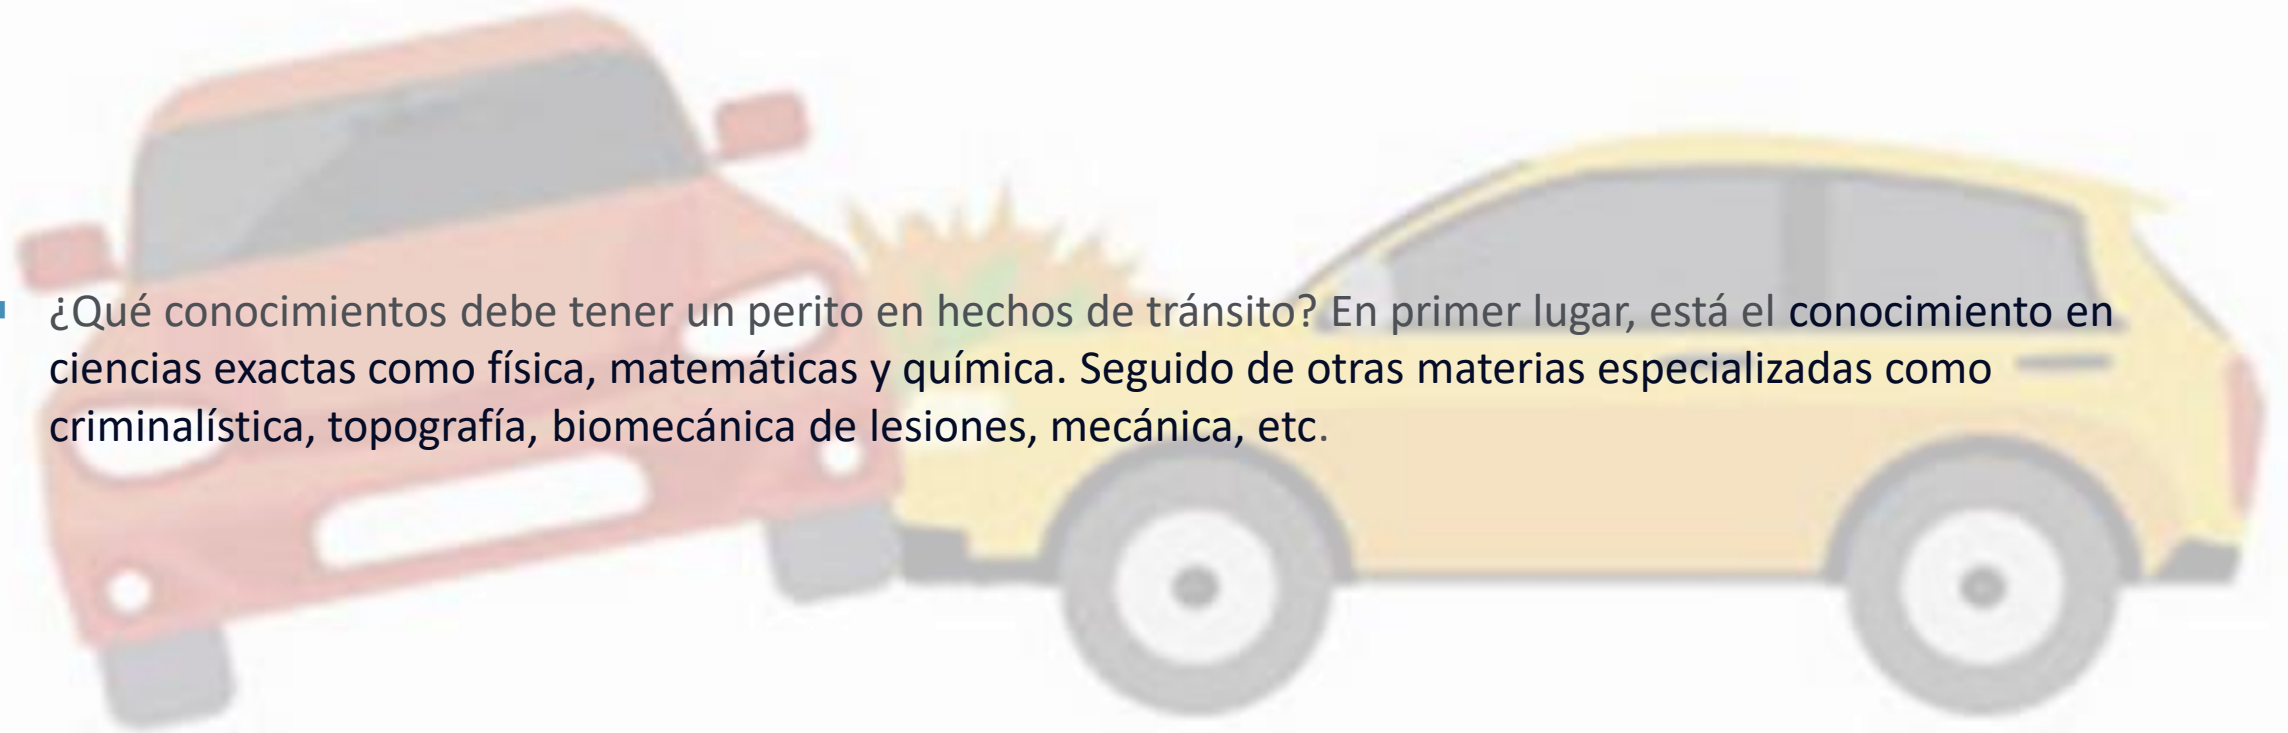 ¿Qué conocimientos debe tener un perito en hechos de tránsito? En primer lugar, está el conocimiento en
ciencias exactas como física, matemáticas y química. Seguido de otras materias especializadas como
criminalística, topografía, biomecánica de lesiones, mecánica, etc.